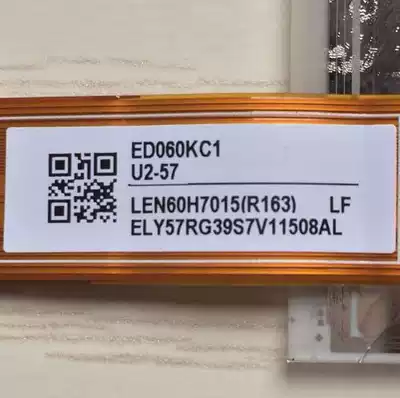 ED060KC1
U2-57
LEN60H7015(R163) LF
ELY57RG39S7V11508AL